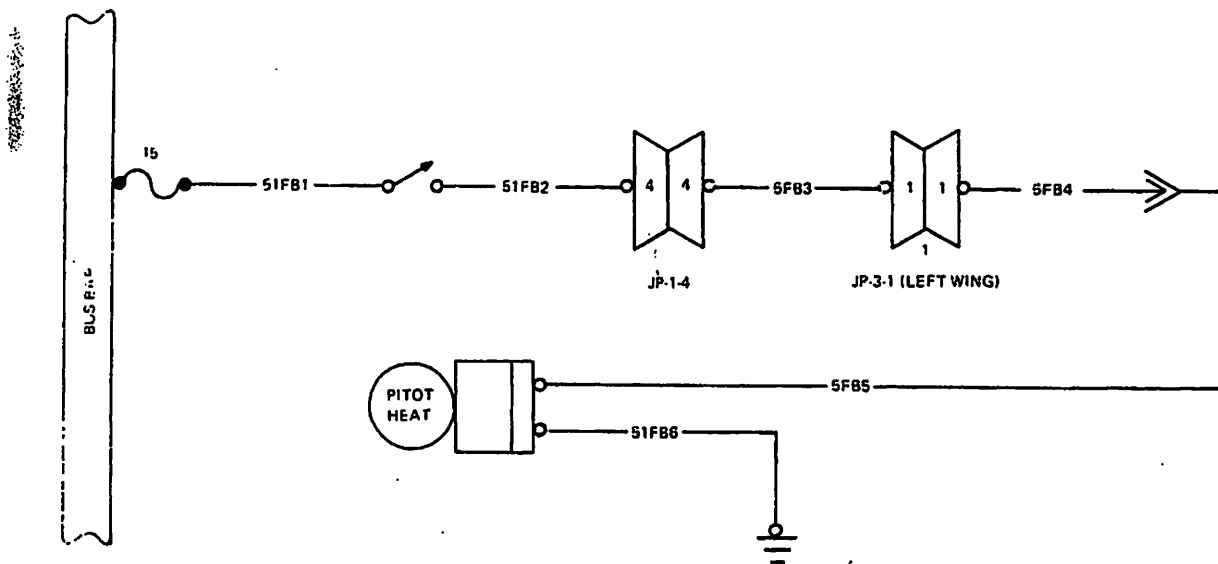 15
51FB1
51FB2
4 4
5FB3
1 1
5FB4
1
JP-1-4
JP-3-1 (LEFT WING)
PITOT
HEAT
5FB5
51FB6